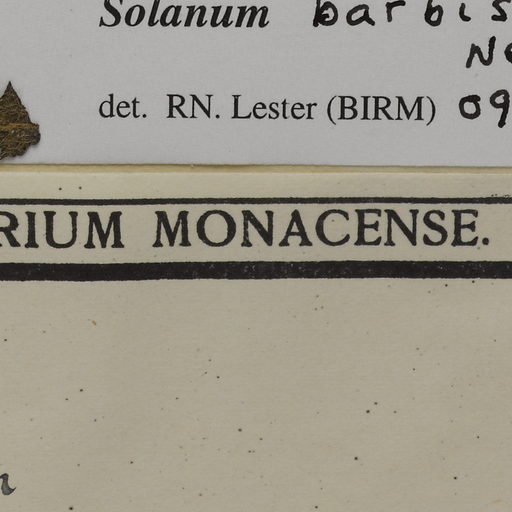 Solanum barbis
det. RN. Lester (BIRM) 09
RIUM MONACENSE.